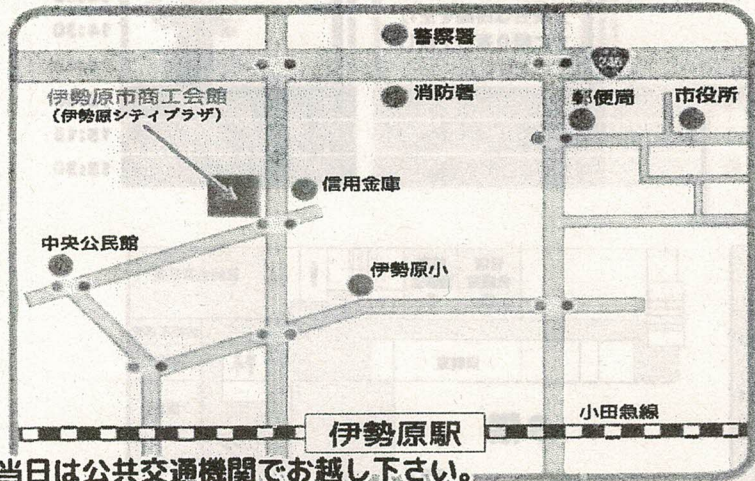 警察署
246
伊勢原市商工会館
(伊勢原シティプラザ)
消防署
郵便局
市役所
信用金庫
中央公民館
伊勢原小
小田急線
伊勢原駅
当日は公共交通機関でお越し下さい。